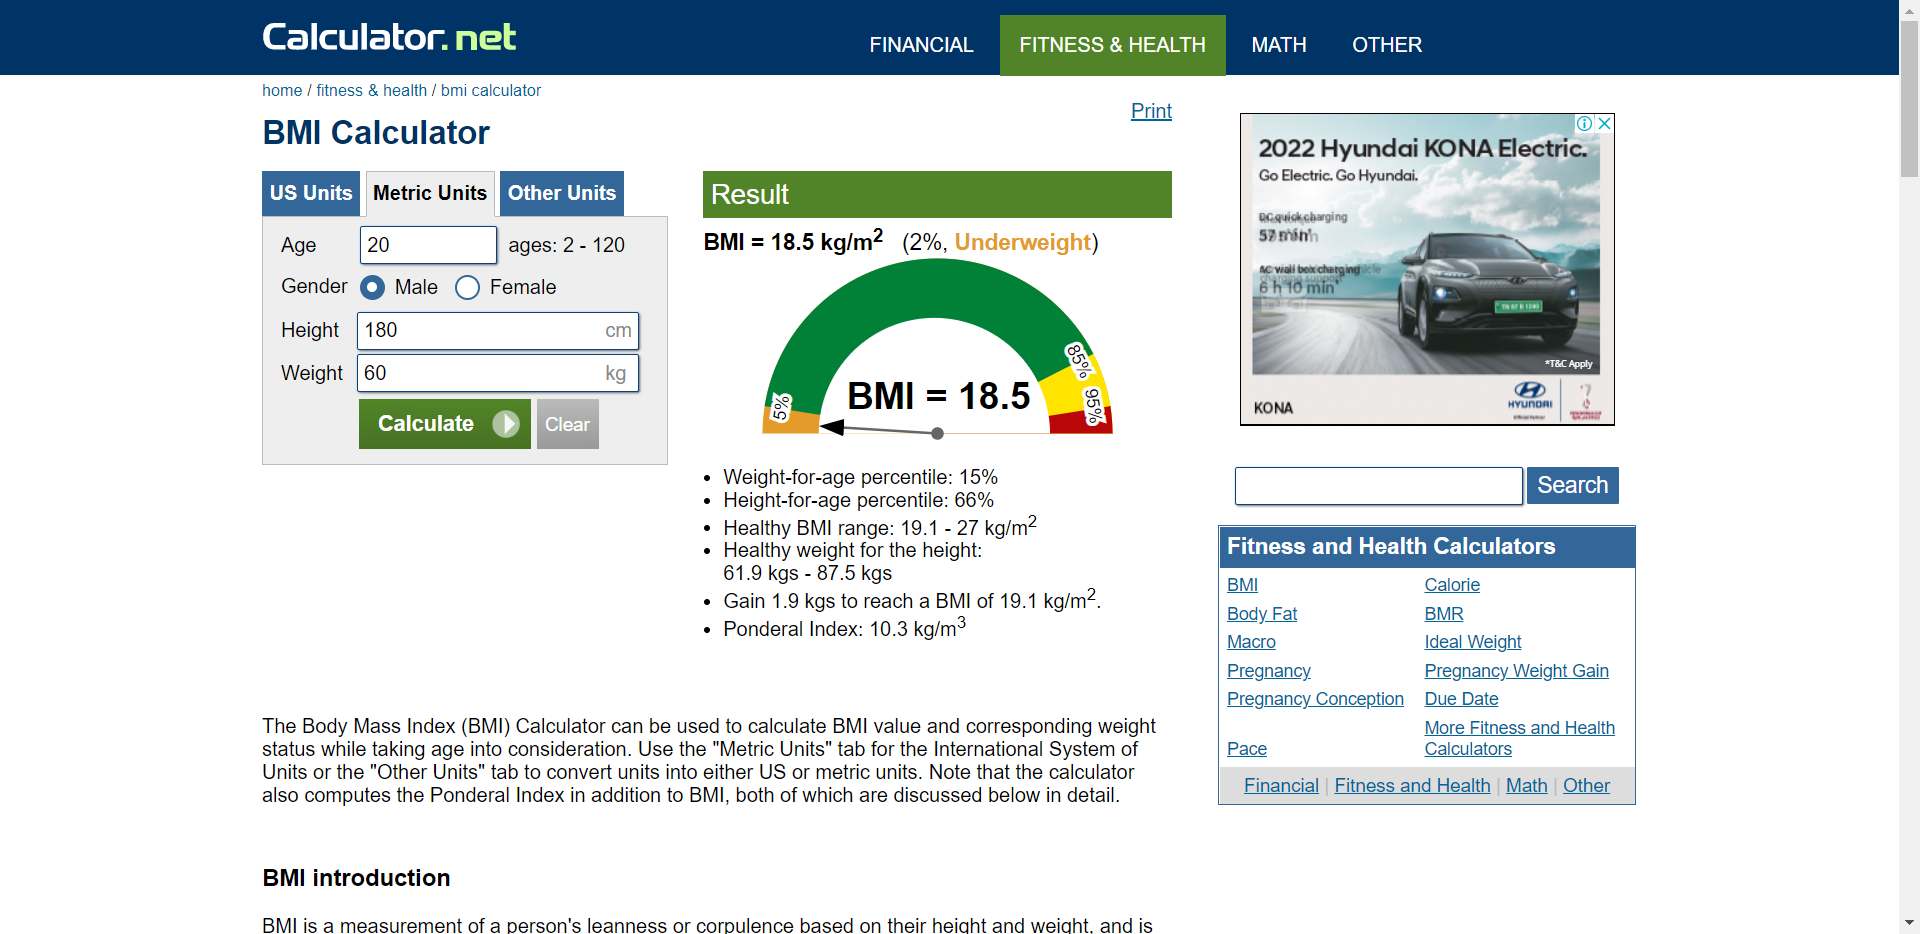 Calculator.net
FINANCIAL
FITNESS & HEALTH
MATH
OTHER
home / fitness & health / bmi calculator
Print
BMI Calculator
US Units
Metric Units
Other Units
Age
20
ages: 2 - 120
Gender
Male
Female
Height
180
cm
Weight
60
kg
Calculate
Clear
Result
BMI = 18.5 kg/m2 (2%, Underweight)
5%
85%
95%
BMI = 18.5
• Weight-for-age percentile: 15%
• Height-for-age percentile: 66%
• Healthy BMI range: 19.1 - 27 kg/m2
• Healthy weight for the height:
61.9 kgs - 87.5 kgs
• Gain 1.9 kgs to reach a BMI of 19.1 kg/m2.
• Ponderal Index: 10.3 kg/m3
The Body Mass Index (BMI) Calculator can be used to calculate BMI value and corresponding weight
status while taking age into consideration. Use the "Metric Units" tab for the International System of
Units or the "Other Units" tab to convert units into either US or metric units. Note that the calculator
also computes the Ponderal Index in addition to BMI, both of which are discussed below in detail.
BMI introduction
BMI is a measurement of a person's leanness or corpulence based on their height and weight, and is
2022 Hyundai KONA Electric.
Go Electric. Go Hyundai.
DC quick charging
57 min
AC wall box charging
6 h 10 min
*T&C Apply
KONA
HYUNDAI
Search
Fitness and Health Calculators
BMI
Calorie
Body Fat
BMR
Macro
Ideal Weight
Pregnancy
Pregnancy Weight Gain
Pregnancy Conception
Due Date
Pace
More Fitness and Health
Calculators
Financial | Fitness and Health | Math | Other